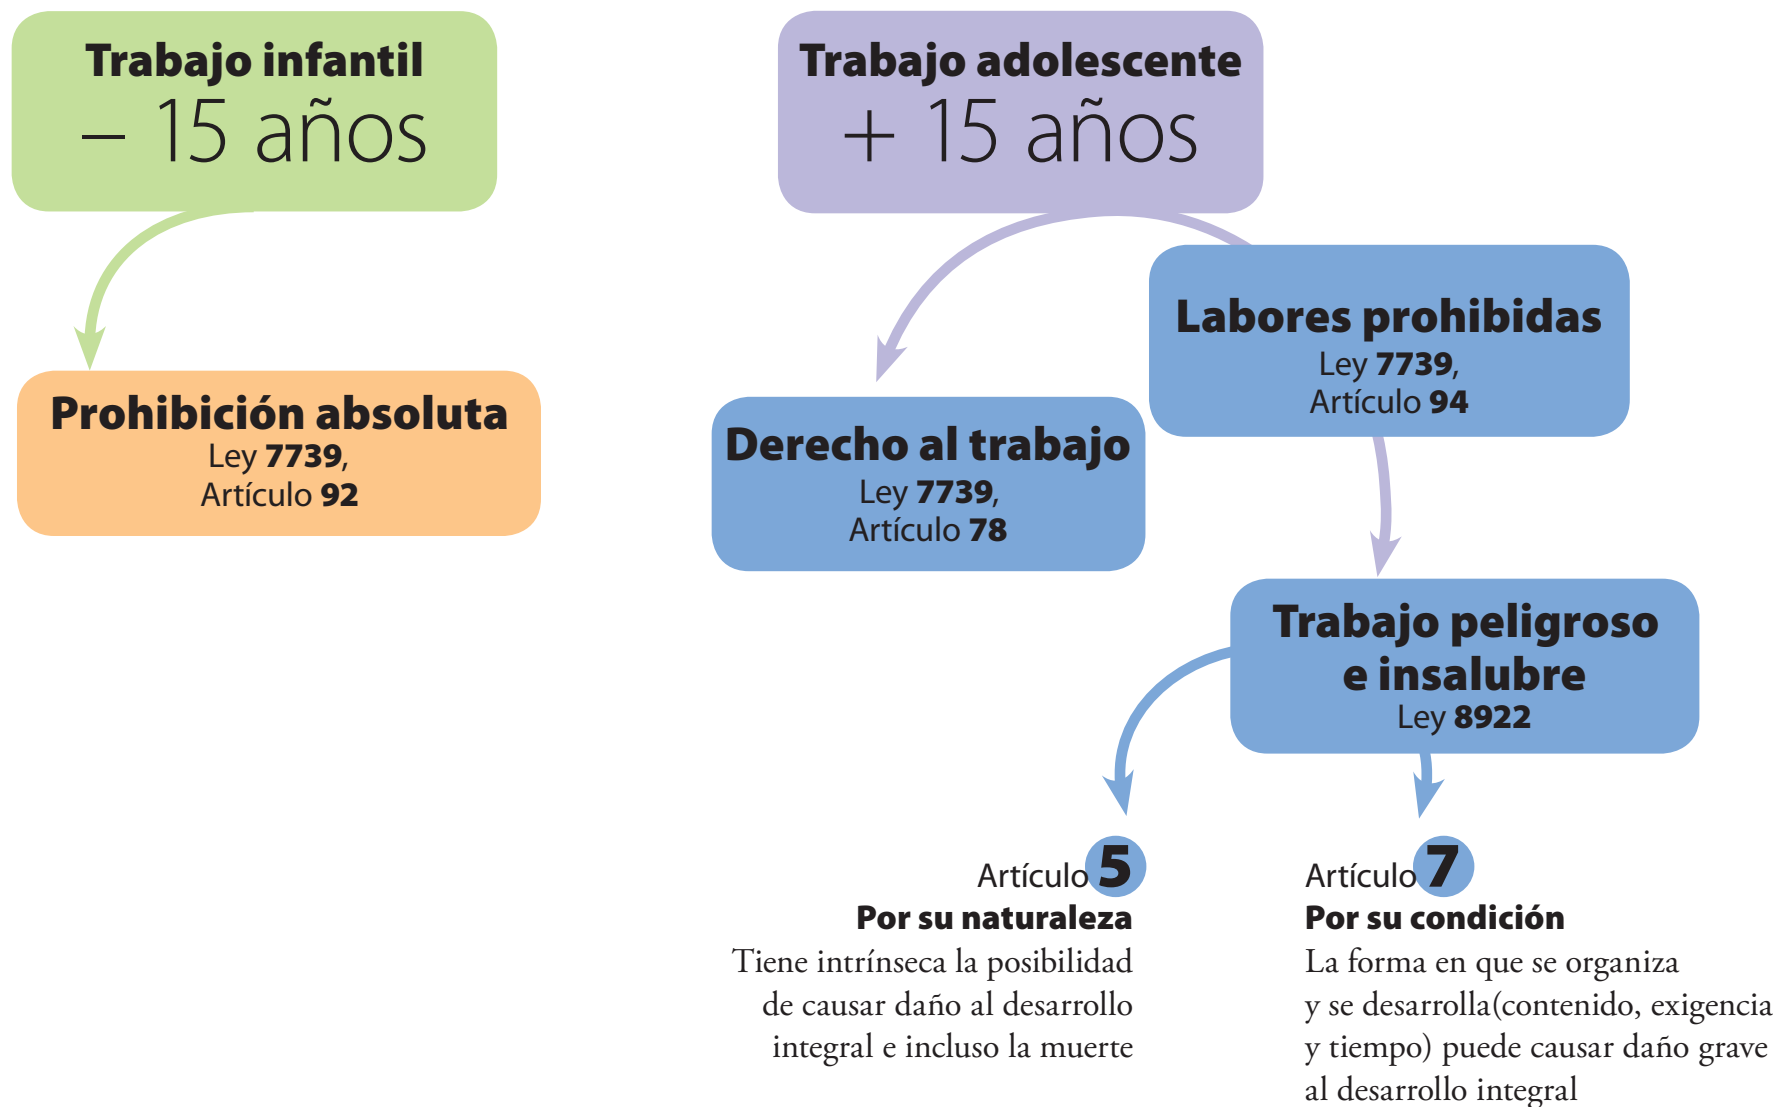 Trabajo infantil
– 15 años
Prohibición absoluta
Ley 7739,
Artículo 92
Trabajo adolescente
+ 15 años
Derecho al trabajo
Ley 7739,
Artículo 78
Labores prohibidas
Ley 7739,
Artículo 94
Trabajo peligroso
e insalubre
Ley 8922
Artículo 5
Por su naturaleza
Tiene intrínseca la posibilidad
de causar daño al desarrollo
integral e incluso la muerte
Artículo 7
Por su condición
La forma en que se organiza
y se desarrolla(contenido, exigencia
y tiempo) puede causar daño grave
al desarrollo integral